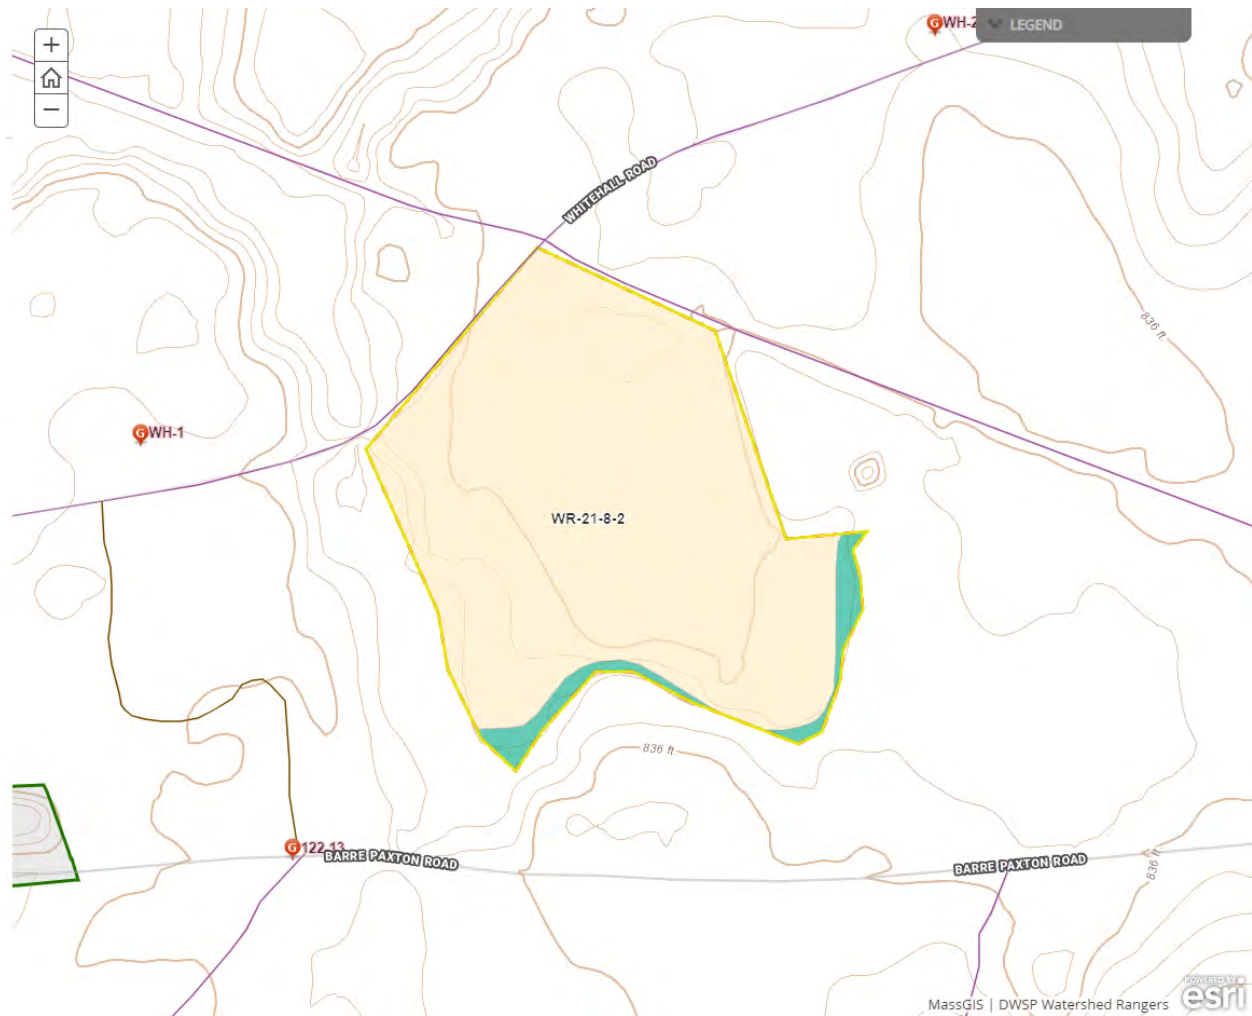 +
−
LEGEND
G WH-2
WHITEHALL ROAD
836 ft
G WH-1
WR-21-8-2
836 ft
G 122-13
BARRE PAXTON ROAD
BARRE PAXTON ROAD
836 ft
POWERED BY
esri
MassGIS | DWSP Watershed Rangers